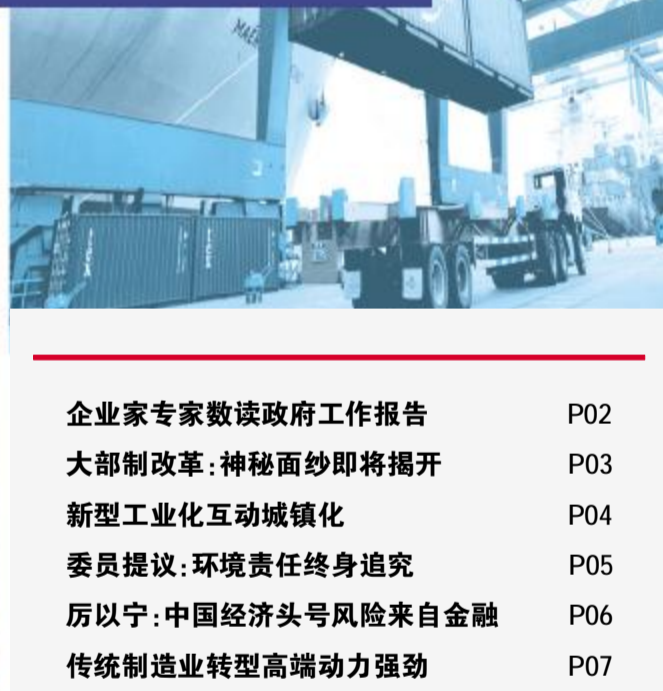 MAE
企业家专家数读政府工作报告 P02
大部制改革:神秘面纱即将揭开 P03
新型工业化互动城镇化 P04
委员提议:环境责任终身追究 P05
厉以宁:中国经济头号风险来自金融 P06
传统制造业转型高端动力强劲 P07